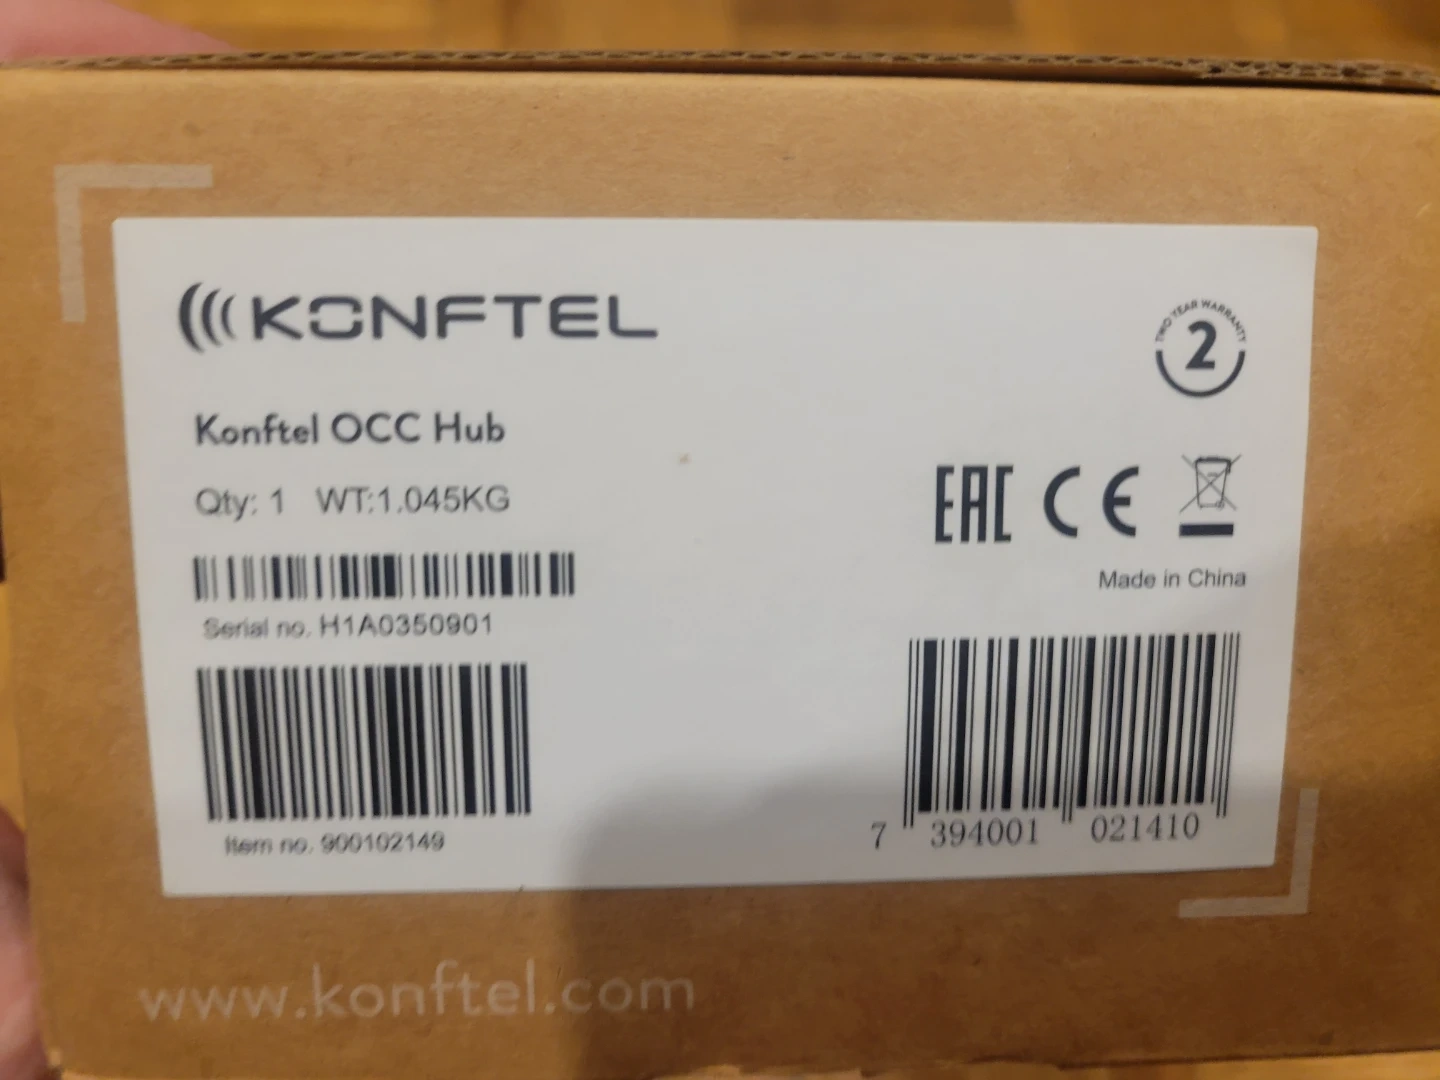 KONFTEL
TWO YEAR WARRANTY
2
Konftel OCC Hub
Qty: 1 WT:1.045KG
EAC CE
Made in China
Serial no. H1A0350901
Item no. 900102149
7 394001 021410
www.konftel.com